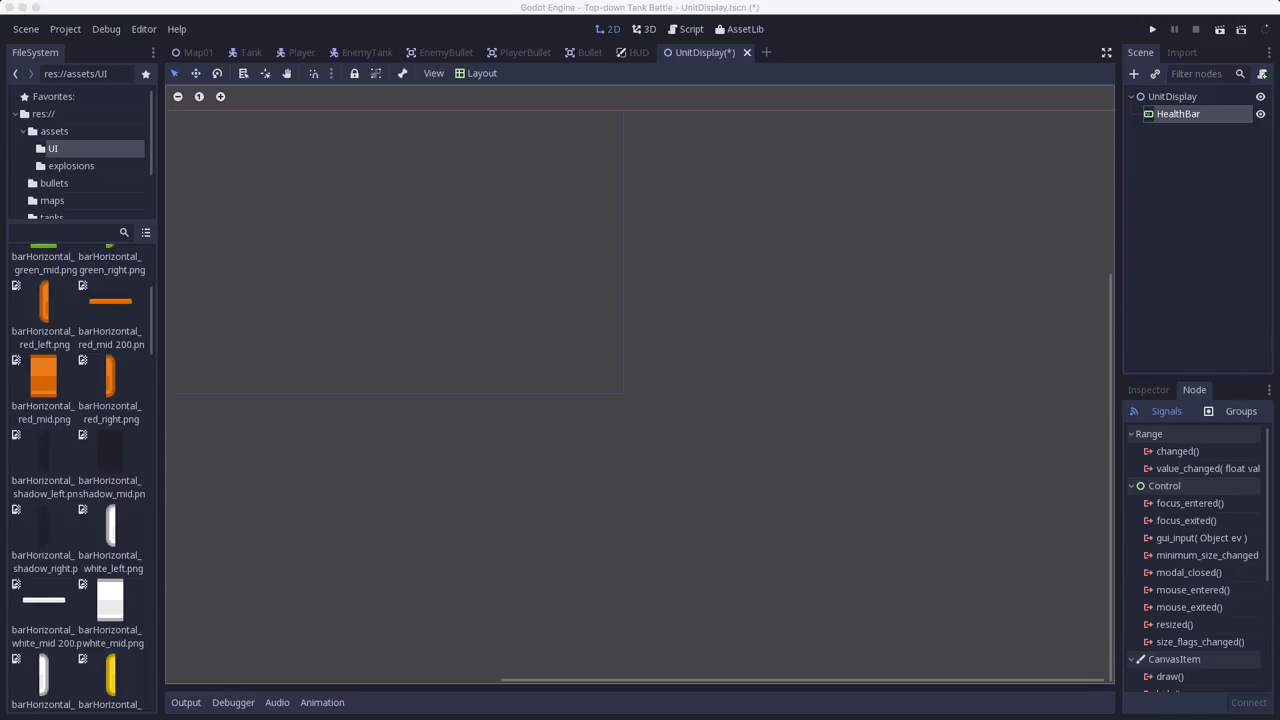 Godot Engine - Top-down Tank Battle - UnitDisplay.tscn (*)
Scene Project Debug Editor Help
2D 3D Script AssetLib
FileSystem
Map01 Tank Player EnemyTank EnemyBullet PlayerBullet Bullet HUD UnitDisplay(*)
Scene Import
res://assets/UI
View Layout
Filter nodes
Favorites:
res://
assets
UI
explosions
bullets
maps
tanks
UnitDisplay
HealthBar
barHorizontal_
green_mid.png
barHorizontal_
green_right.png
barHorizontal_
red_left.png
barHorizontal_
red_mid 200.pn
barHorizontal_
red_mid.png
barHorizontal_
red_right.png
barHorizontal_
shadow_left.pn
barHorizontal_
shadow_mid.pn
barHorizontal_
shadow_right.p
barHorizontal_
white_left.png
barHorizontal_
white_mid 200.p
barHorizontal_
white_mid.png
barHorizontal_
barHorizontal_
Inspector Node
Signals Groups
Range
changed()
value_changed( float val
Control
focus_entered()
focus_exited()
gui_input( Object ev )
minimum_size_changed
modal_closed()
mouse_entered()
mouse_exited()
resized()
size_flags_changed()
CanvasItem
draw()
Connect
Output Debugger Audio Animation